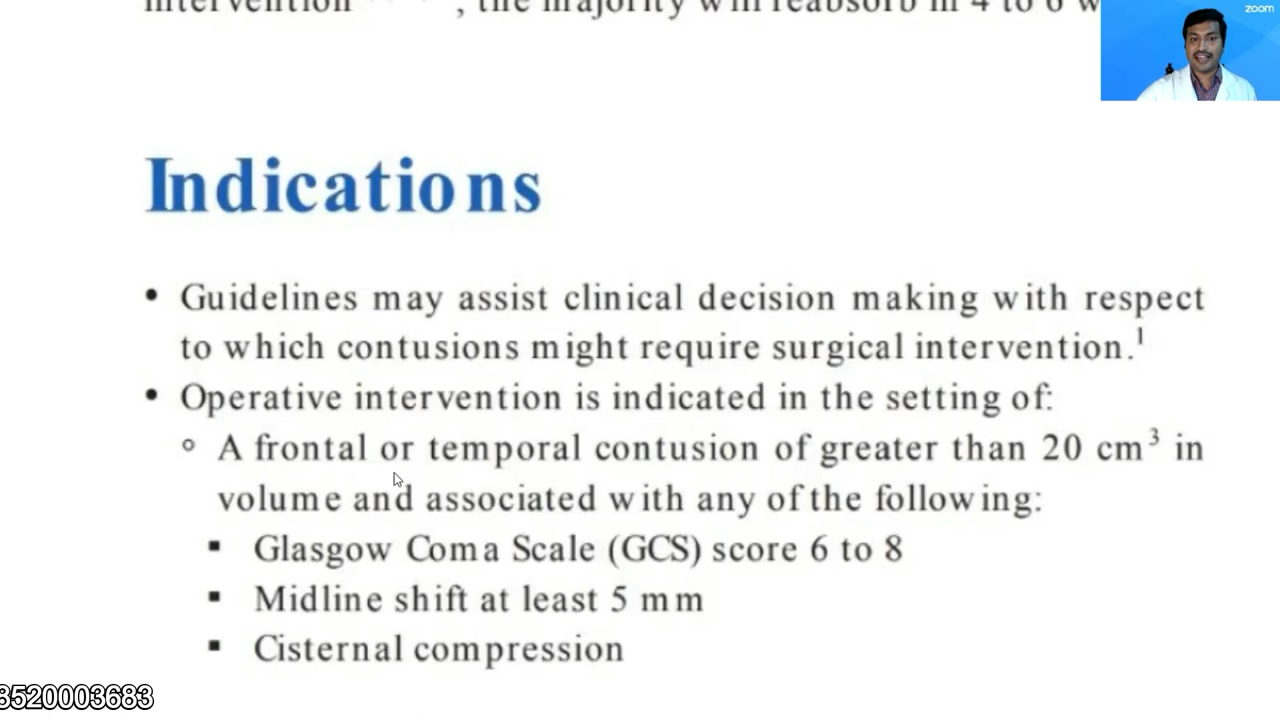 intervention , the majority will reabsorb in 4 to 6 w
zoom
Indications
• Guidelines may assist clinical decision making with respect
to which contusions might require surgical intervention.¹
• Operative intervention is indicated in the setting of:
○ A frontal or temporal contusion of greater than 20 cm³ in
volume and associated with any of the following:
▪ Glasgow Coma Scale (GCS) score 6 to 8
▪ Midline shift at least 5 mm
▪ Cisternal compression
8520003683